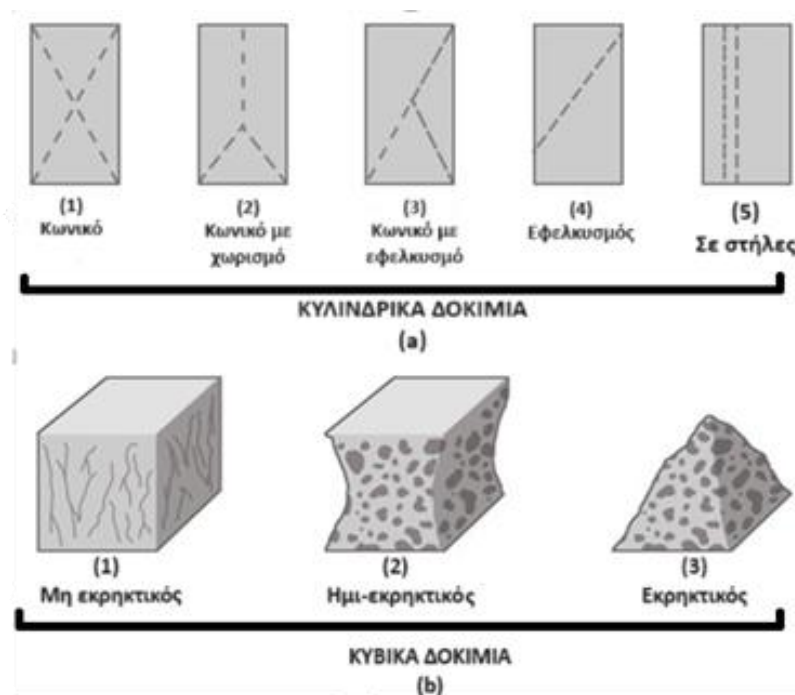 (1)
Κωνικό
(2)
Κωνικό με
χωρισμό
(3)
Κωνικό με
εφελκυσμό
(4)
Εφελκυσμός
(5)
Σε στήλες
ΚΥΛΙΝΔΡΙΚΑ ΔΟΚΙΜΙΑ
(a)
(1)
Μη εκρηκτικός
(2)
Ημι-εκρηκτικός
(3)
Εκρηκτικός
ΚΥΒΙΚΑ ΔΟΚΙΜΙΑ
(b)